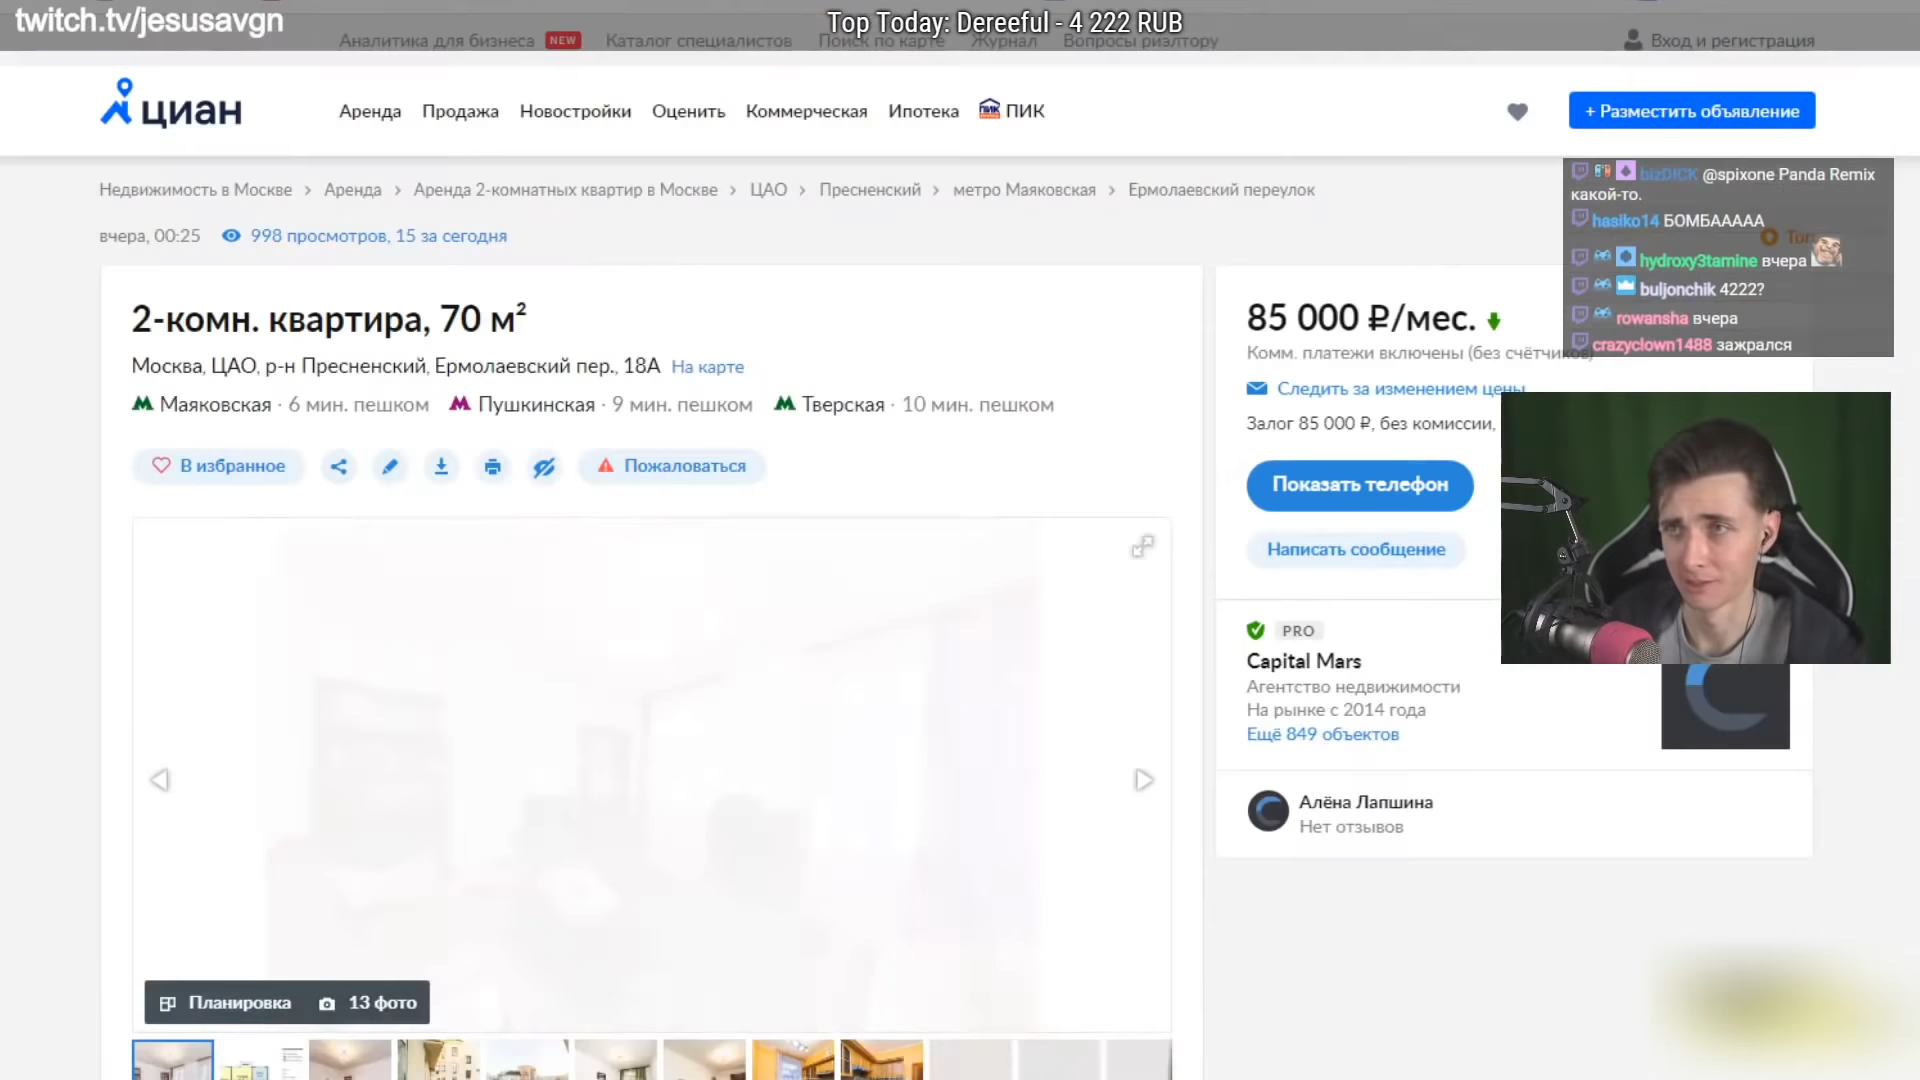 twitch.tv/jesusavgn
Top Today: Dereeful - 4 222 RUB
Аналитика для бизнеса NEW Каталог специалистов Поиск по карте Журнал Вопросы риэлтору Вход и регистрация
циан Аренда Продажа Новостройки Оценить Коммерческая Ипотека ПИК ПИК + Разместить объявление
Недвижимость в Москве > Аренда > Аренда 2-комнатных квартир в Москве > ЦАО > Пресненский > метро Маяковская > Ермолаевский переулок
вчера, 00:25 998 просмотров, 15 за сегодня
2-комн. квартира, 70 м²
Москва, ЦАО, р-н Пресненский, Ермолаевский пер., 18А На карте
Маяковская · 6 мин. пешком Пушкинская · 9 мин. пешком Тверская · 10 мин. пешком
В избранное Пожаловаться
Планировка 13 фото
85 000 ₽/мес.
Комм. платежи включены (без счётчиков)
Следить за изменением цены
Залог 85 000 ₽, без комиссии,
Показать телефон
Написать сообщение
PRO
Capital Mars
Агентство недвижимости
На рынке с 2014 года
Ещё 849 объектов
Алёна Лапшина
Нет отзывов
bizDICK @spixone Panda Remix
какой-то.
hasiko14 БОМБААААА
hydroxy3tamine вчера
buljonchik 4222?
rowansha вчера
crazyclown1488 зажрался